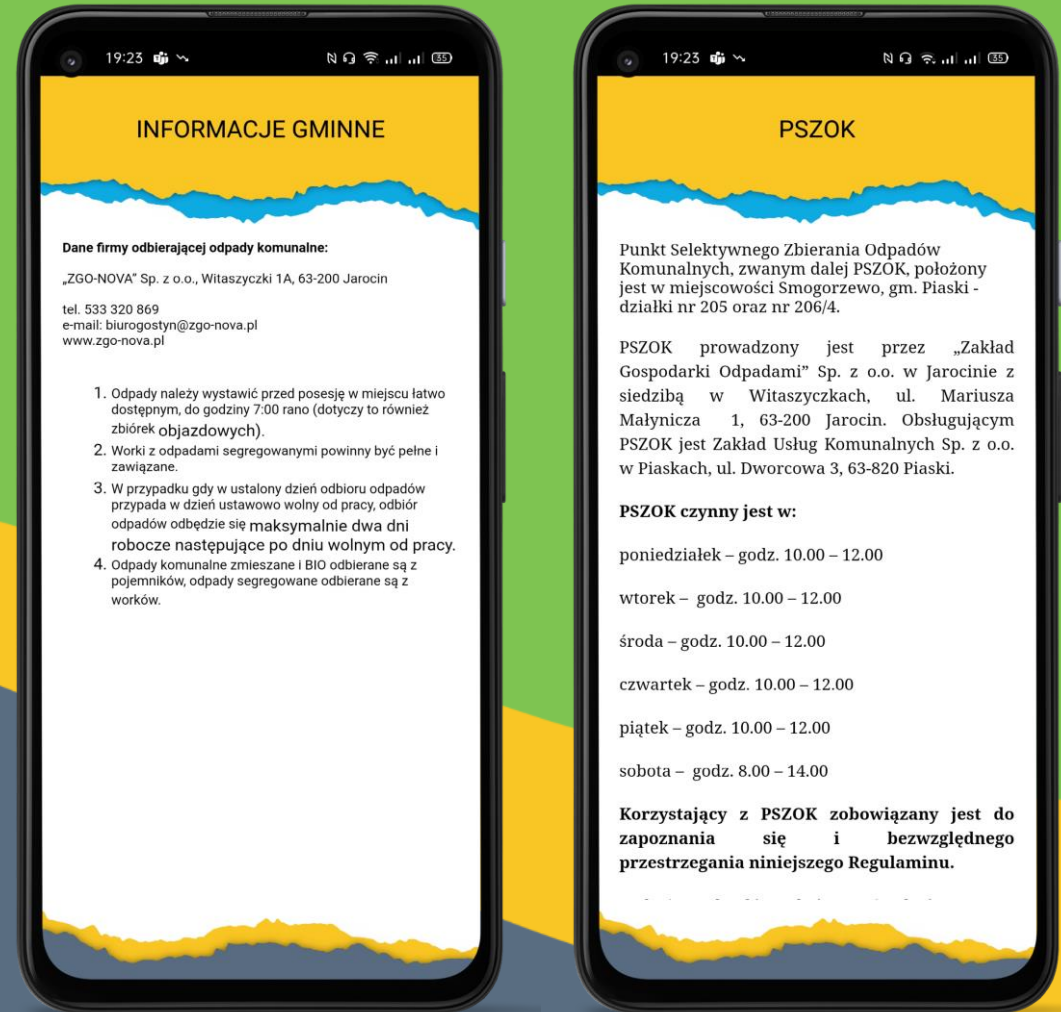 19:23
35
INFORMACJE GMINNE
Dane firmy odbierającej odpady komunalne:
„ZGO-NOVA” Sp. z o.o., Witaszyczki 1A, 63-200 Jarocin
tel. 533 320 869
e-mail: biurogostyn@zgo-nova.pl
www.zgo-nova.pl
1. Odpady należy wystawić przed posesję w miejscu łatwo
dostępnym, do godziny 7:00 rano (dotyczy to również
zbiórek objazdowych).
2. Worki z odpadami segregowanymi powinny być pełne i
zawiązane.
3. W przypadku gdy w ustalony dzień odbioru odpadów
przypada w dzień ustawowo wolny od pracy, odbiór
odpadów odbędzie się maksymalnie dwa dni
robocze następujące po dniu wolnym od pracy.
4. Odpady komunalne zmieszane i BIO odbierane są z
pojemników, odpady segregowane odbierane są z
worków.
19:23
35
PSZOK
Punkt Selektywnego Zbierania Odpadów
Komunalnych, zwanym dalej PSZOK, położony
jest w miejscowości Smogorzewo, gm. Piaski -
działki nr 205 oraz nr 206/4.
PSZOK prowadzony jest przez „Zakład
Gospodarki Odpadami” Sp. z o.o. w Jarocinie z
siedzibą w Witaszyczkach, ul. Mariusza
Małynicza 1, 63-200 Jarocin. Obsługującym
PSZOK jest Zakład Usług Komunalnych Sp. z o.o.
w Piaskach, ul. Dworcowa 3, 63-820 Piaski.
PSZOK czynny jest w:
poniedziałek – godz. 10.00 – 12.00
wtorek – godz. 10.00 – 12.00
środa – godz. 10.00 – 12.00
czwartek – godz. 10.00 – 12.00
piątek – godz. 10.00 – 12.00
sobota – godz. 8.00 – 14.00
Korzystający z PSZOK zobowiązany jest do
zapoznania się i bezwzględnego
przestrzegania niniejszego Regulaminu.